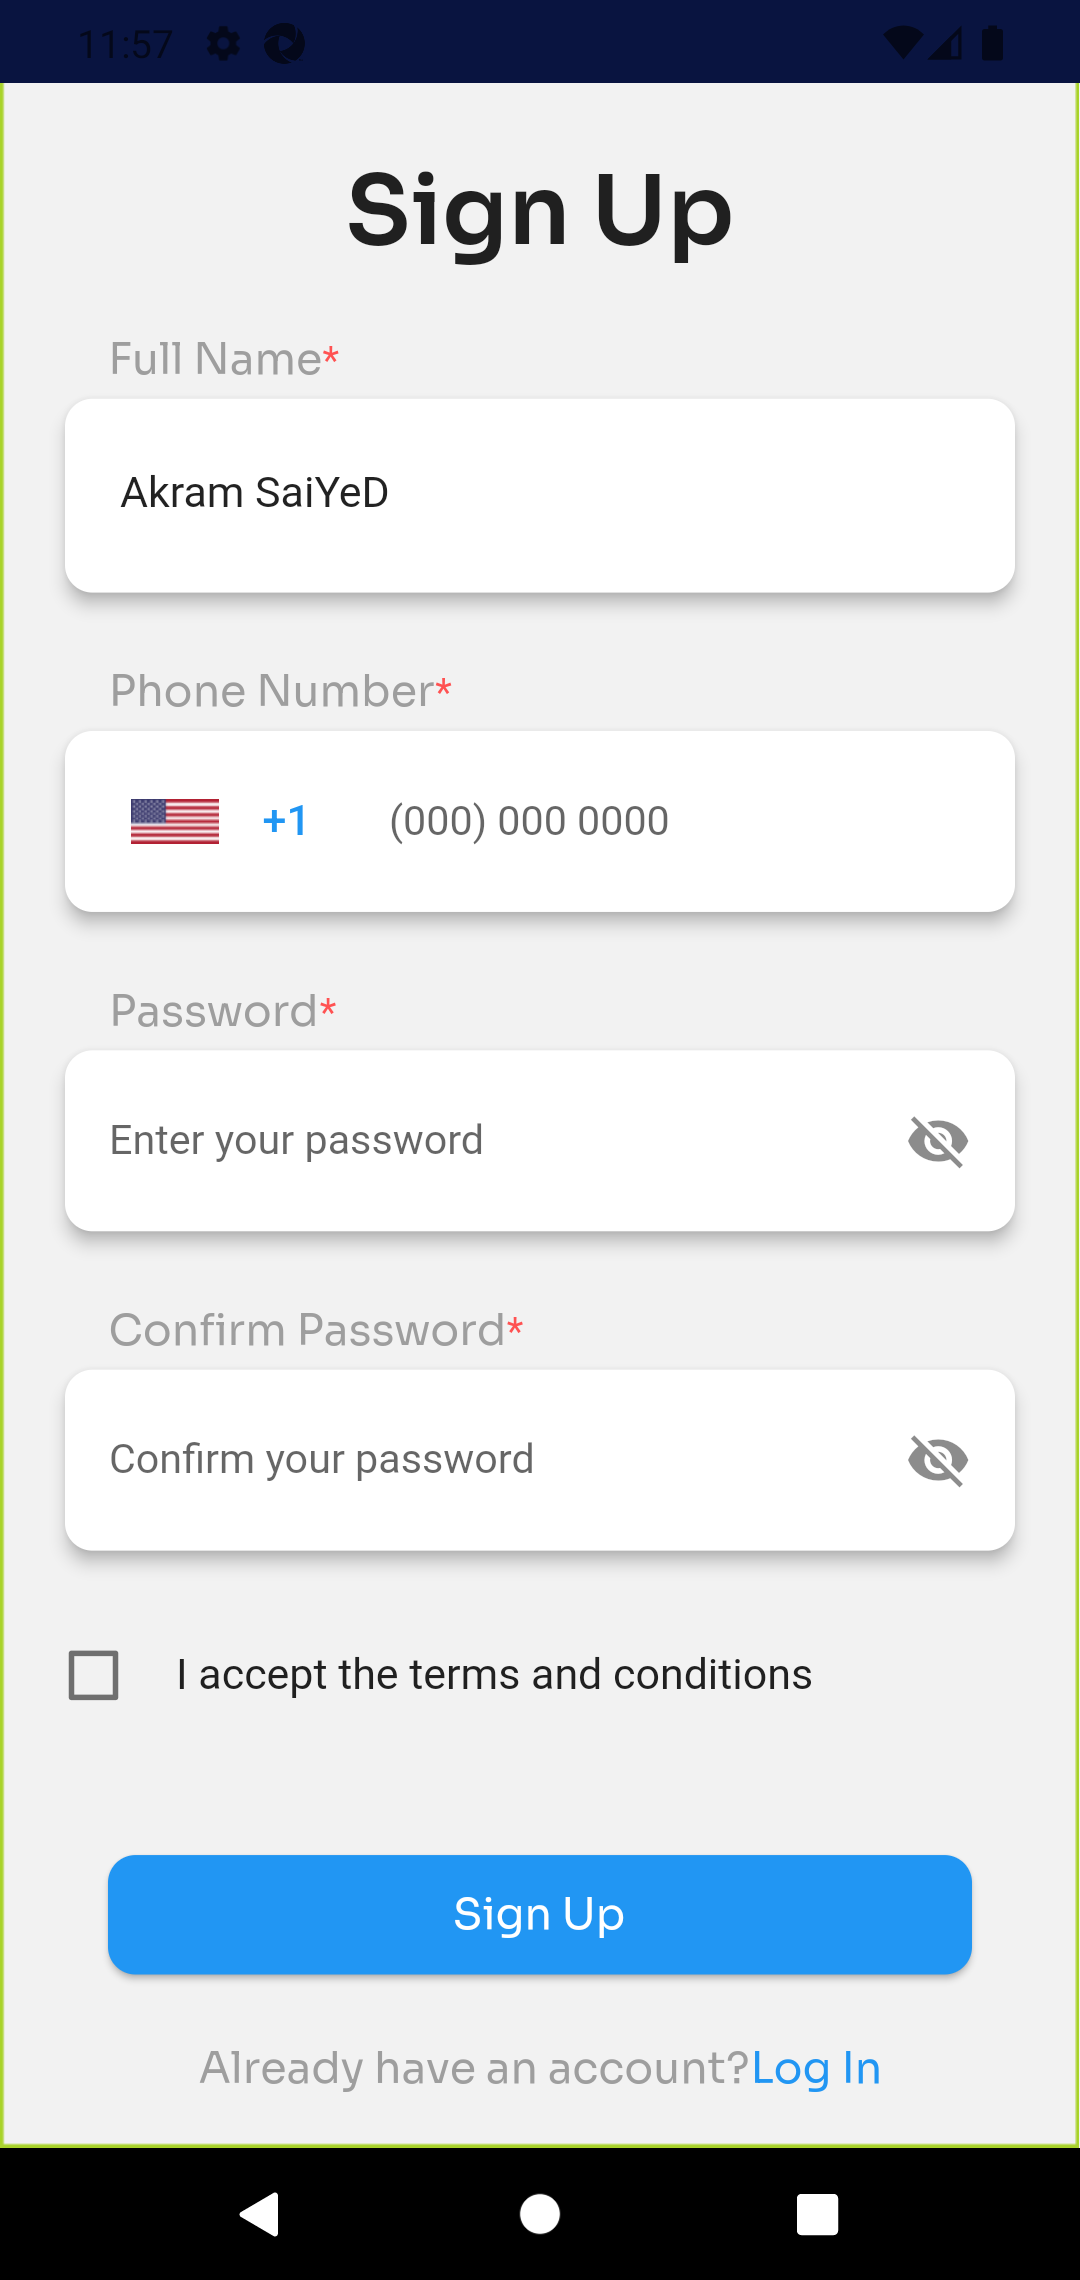 11:57
Sign Up
Full Name*
Akram SaiYeD
Phone Number*
+1 (000) 000 0000
Password*
Enter your password
Confirm Password*
Confirm your password
I accept the terms and conditions
Sign Up
Already have an account?Log In